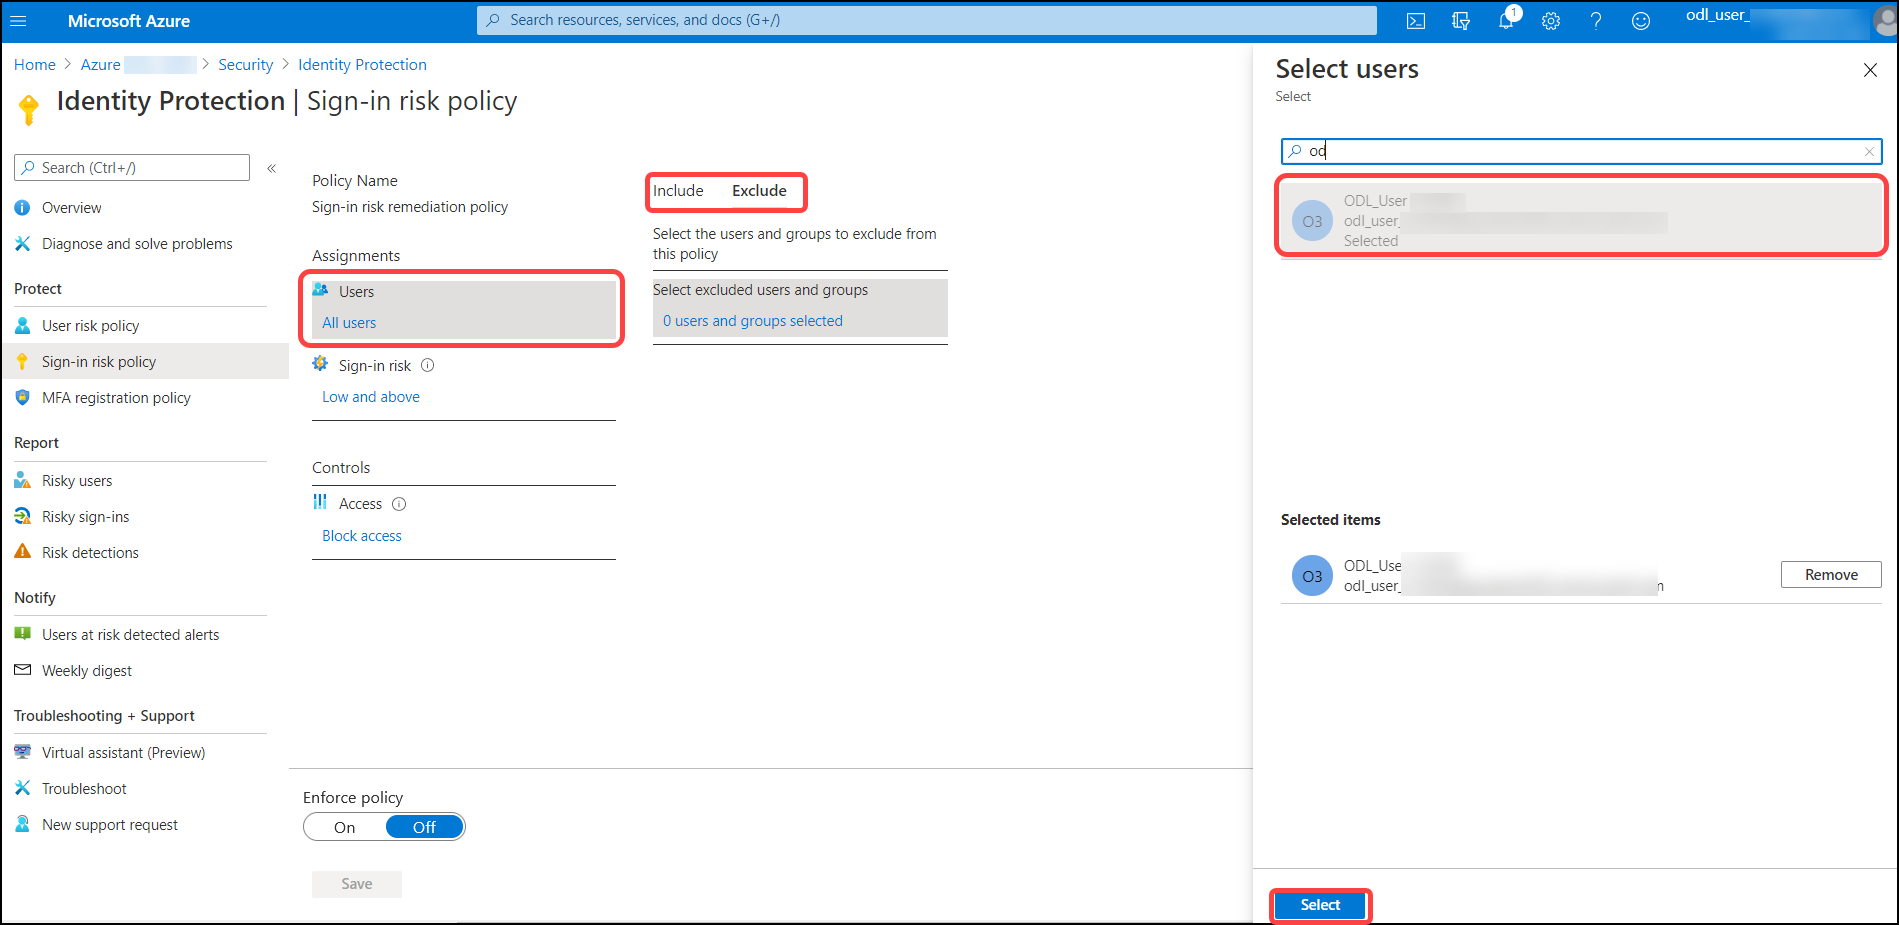 Microsoft Azure
Search resources, services, and docs (G+/)
1
odl_user_
Home > Azure > Security > Identity Protection
Identity Protection | Sign-in risk policy
Search (Ctrl+/)
«
Overview
Diagnose and solve problems
Protect
User risk policy
Sign-in risk policy
MFA registration policy
Report
Risky users
Risky sign-ins
Risk detections
Notify
Users at risk detected alerts
Weekly digest
Troubleshooting + Support
Virtual assistant (Preview)
Troubleshoot
New support request
Policy Name
Sign-in risk remediation policy
Assignments
Users
All users
Sign-in risk
Low and above
Controls
Access
Block access
Enforce policy
On Off
Save
Include Exclude
Select the users and groups to exclude from
this policy
Select excluded users and groups
0 users and groups selected
Select users
Select
od
O3
ODL_User
odl_user_
Selected
Selected items
O3
ODL_Use
odl_user_
Remove
Select